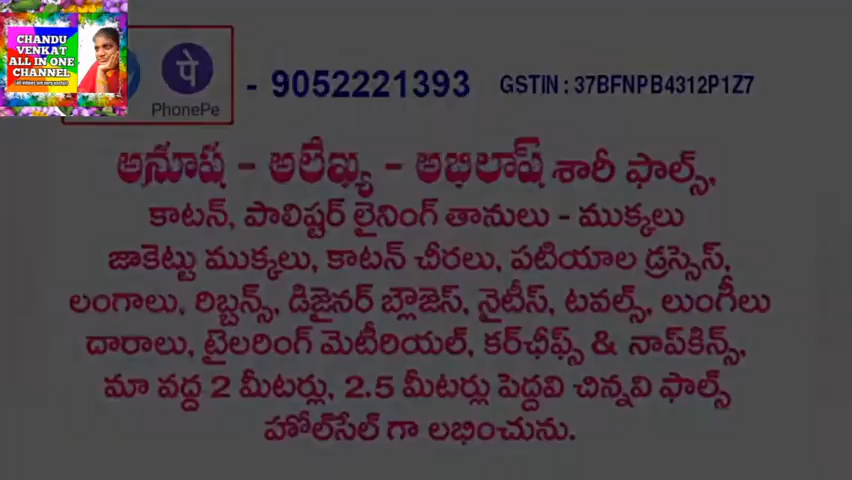 CHANDU
VENKAT
ALL IN ONE
CHANNEL
पे
PhonePe
- 9052221393 GSTIN : 37BFNPB4312P1Z7
అనూష - అలేఖ్య - అభిలాష్ శారీ ఫాల్స్,
కాటన్, పాలిష్టర్ లైనింగ్ తానులు - ముక్కలు
జాకెట్టు ముక్కలు, కాటన్ చీరలు, పటియాల డ్రస్సెస్,
లంగాలు, రిబ్బన్స్, డిజైనర్ బ్లౌజెస్, నైటీస్, టవల్స్, లుంగీలు
దారాలు, టైలరింగ్ మెటీరియల్, కర్ఛీఫ్స్ & నాప్‌కిన్స్,
మా వద్ద 2 మీటర్లు, 2.5 మీటర్లు పెద్దవి చిన్నవి ఫాల్స్
హోల్‌సేల్ గా లభించును.